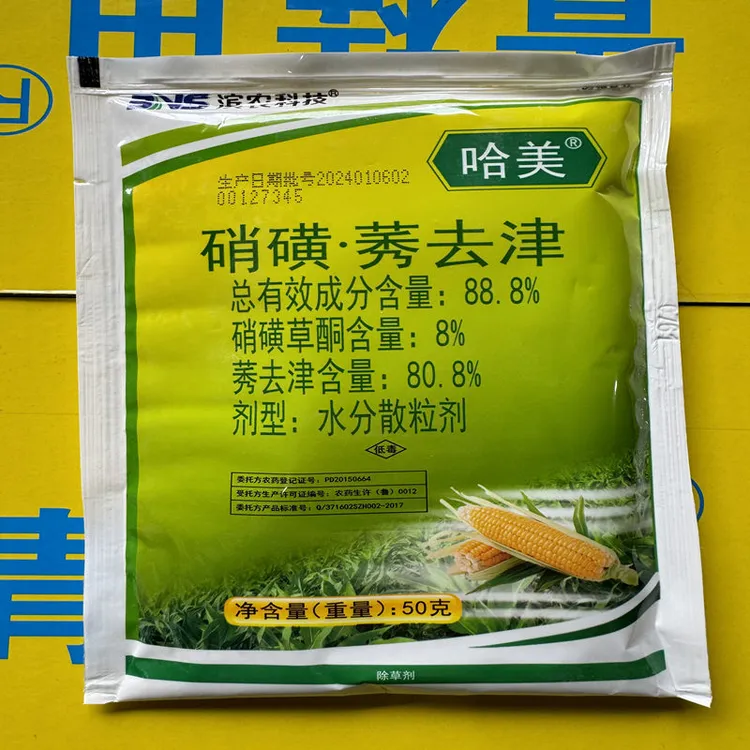 滨农科技®
哈美®
生产日期批号2024010602
00127345
硝磺·莠去津
总有效成分含量：88.8%
硝磺草酮含量：8%
莠去津含量：80.8%
剂型：水分散粒剂
低毒
委托方农药登记证号：PD20150664
受托方生产许可证编号：农药生许（鲁）0012
委托方产品标准号：Q/371602SZH002-2017
净含量(重量)：50克
除草剂